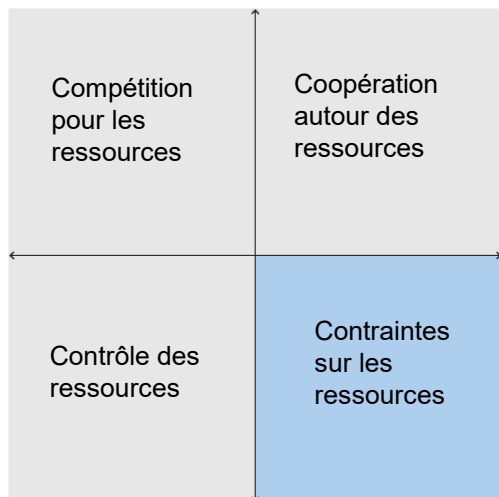 Compétition
pour les
ressources
Coopération
autour des
ressources
Contrôle des
ressources
Contraintes
sur les
ressources